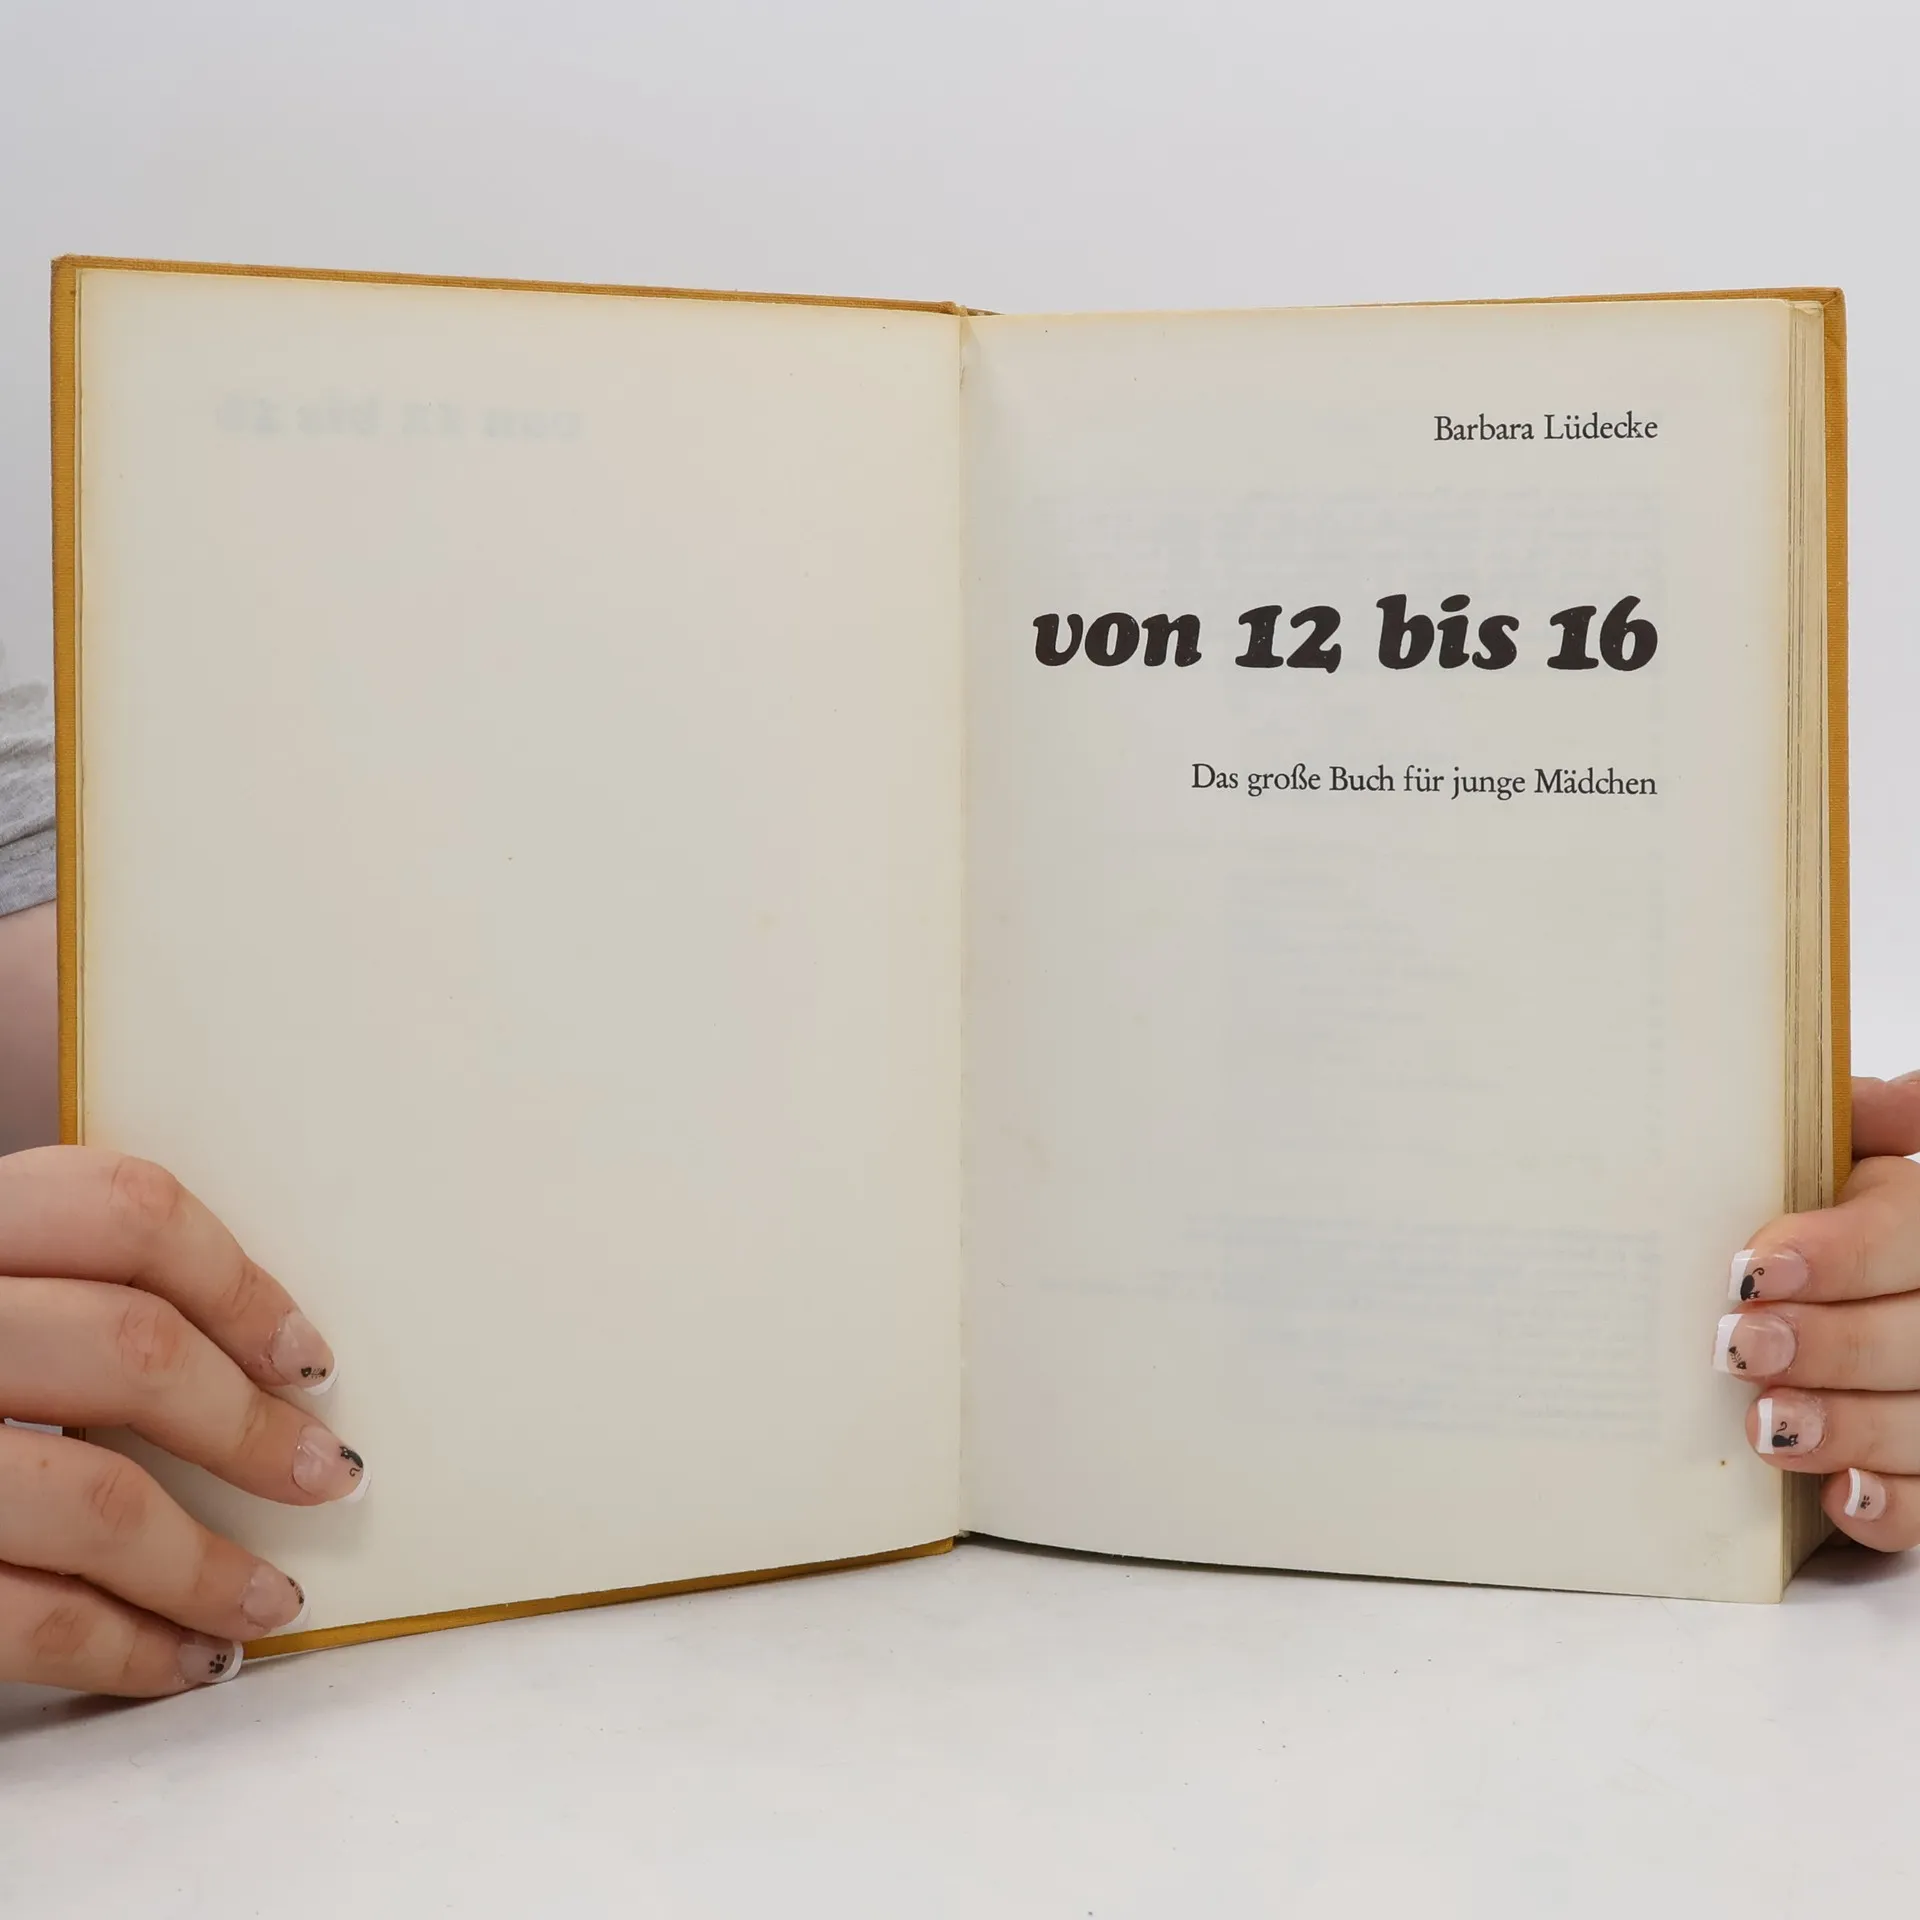 Barbara Lüdecke
von 12 bis 16
Das große Buch für junge Mädchen